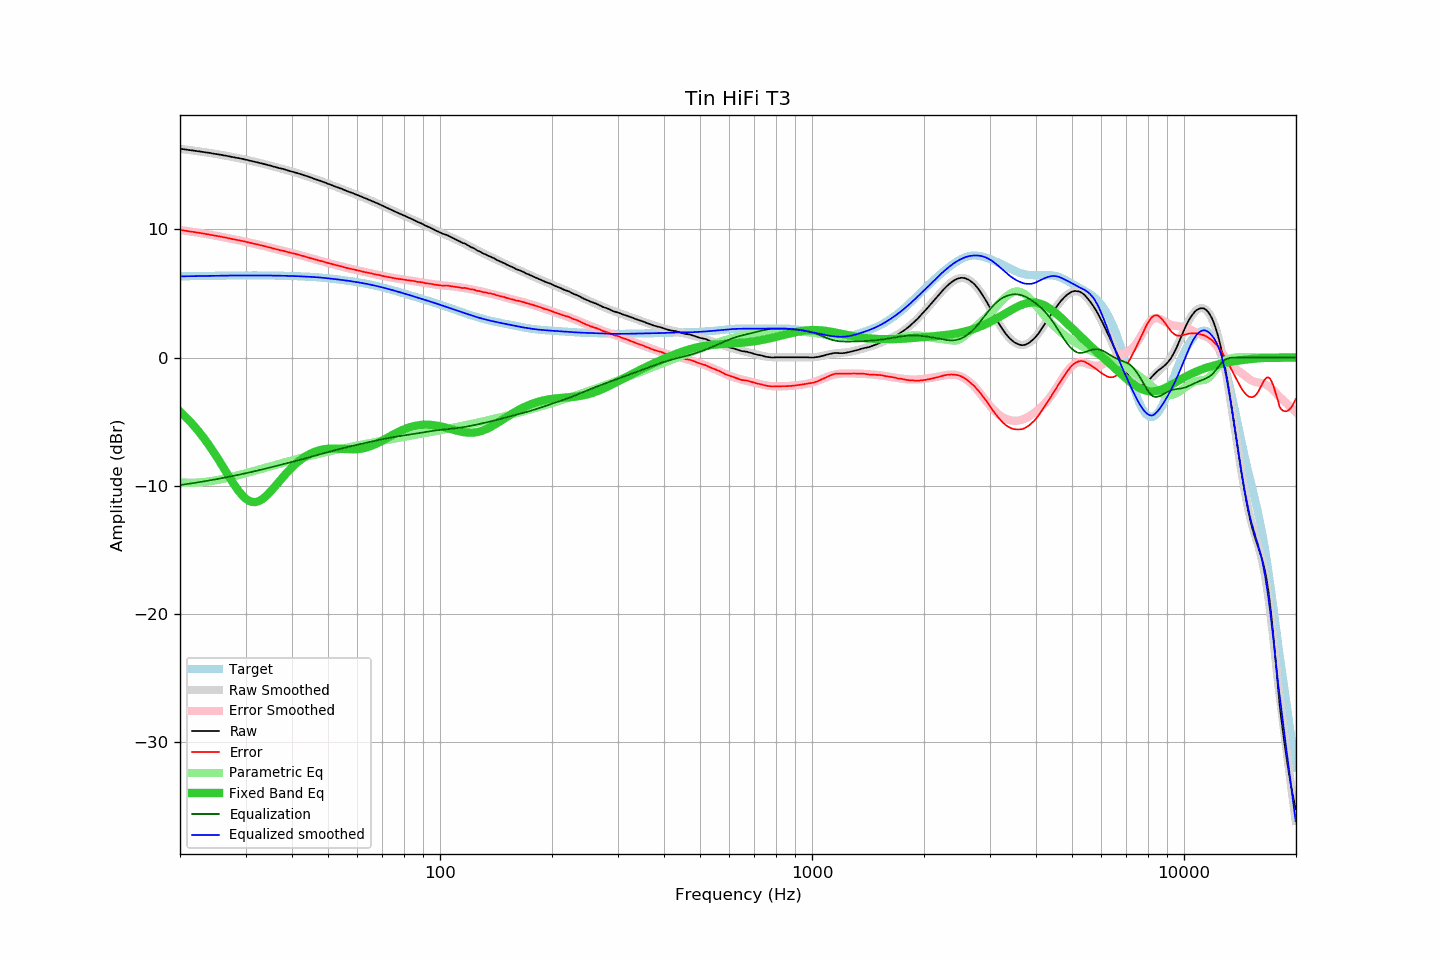 Tin HiFi T3
10
0
−10
−20
−30
Amplitude (dBr)
Target
Raw Smoothed
Error Smoothed
Raw
Error
Parametric Eq
Fixed Band Eq
Equalization
Equalized smoothed
100
1000
10000
Frequency (Hz)